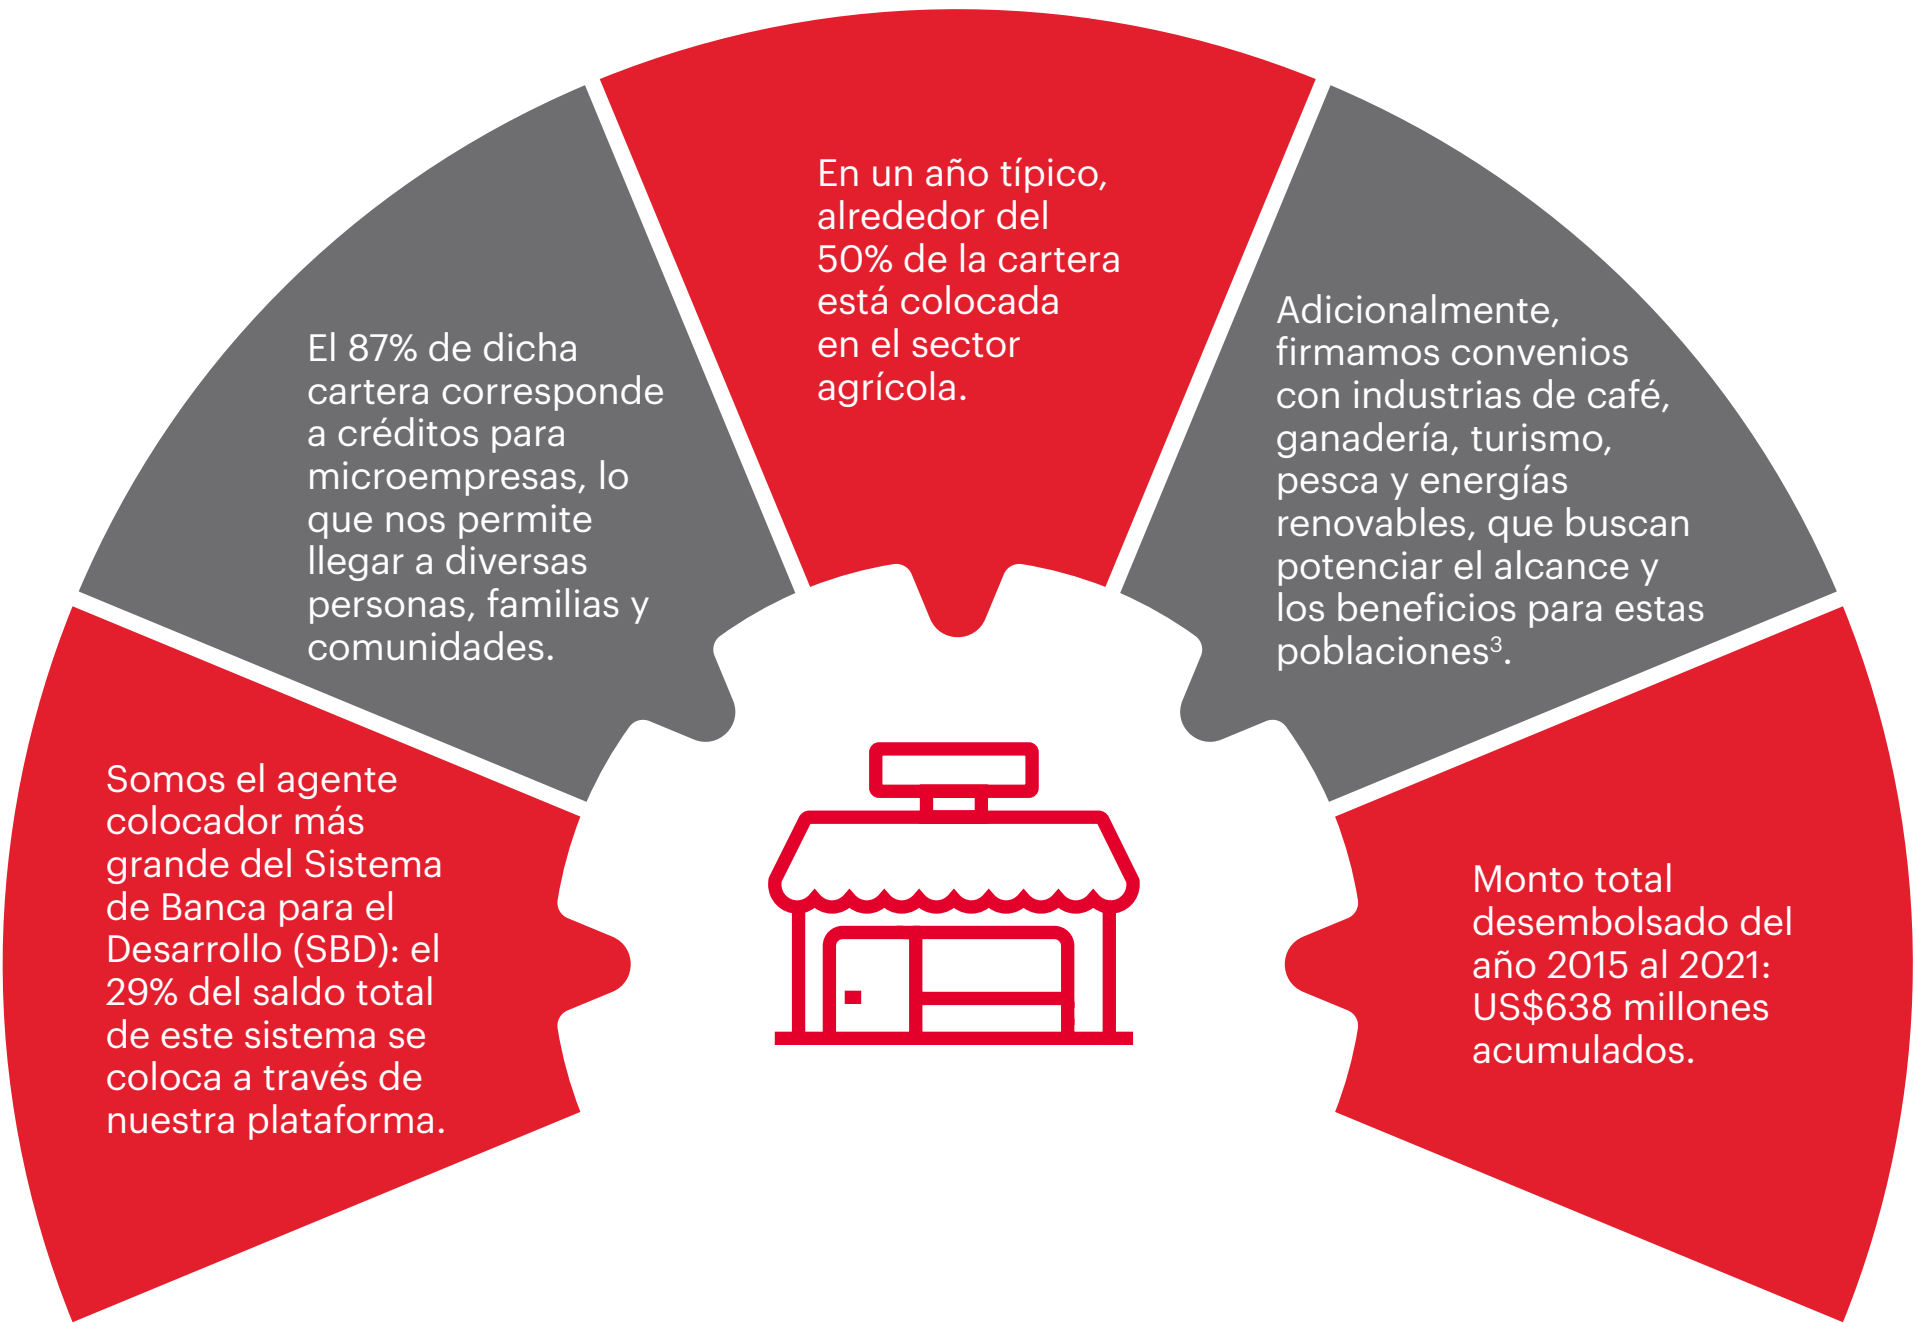 Somos el agente
colocador más
grande del Sistema
de Banca para el
Desarrollo (SBD): el
29% del saldo total
de este sistema se
coloca a través de
nuestra plataforma.
El 87% de dicha
cartera corresponde
a créditos para
microempresas, lo
que nos permite
llegar a diversas
personas, familias y
comunidades.
En un año típico,
alrededor del
50% de la cartera
está colocada
en el sector
agrícola.
Adicionalmente,
firmamos convenios
con industrias de café,
ganadería, turismo,
pesca y energías
renovables, que buscan
potenciar el alcance y
los beneficios para estas
poblaciones³.
Monto total
desembolsado del
año 2015 al 2021:
US$638 millones
acumulados.